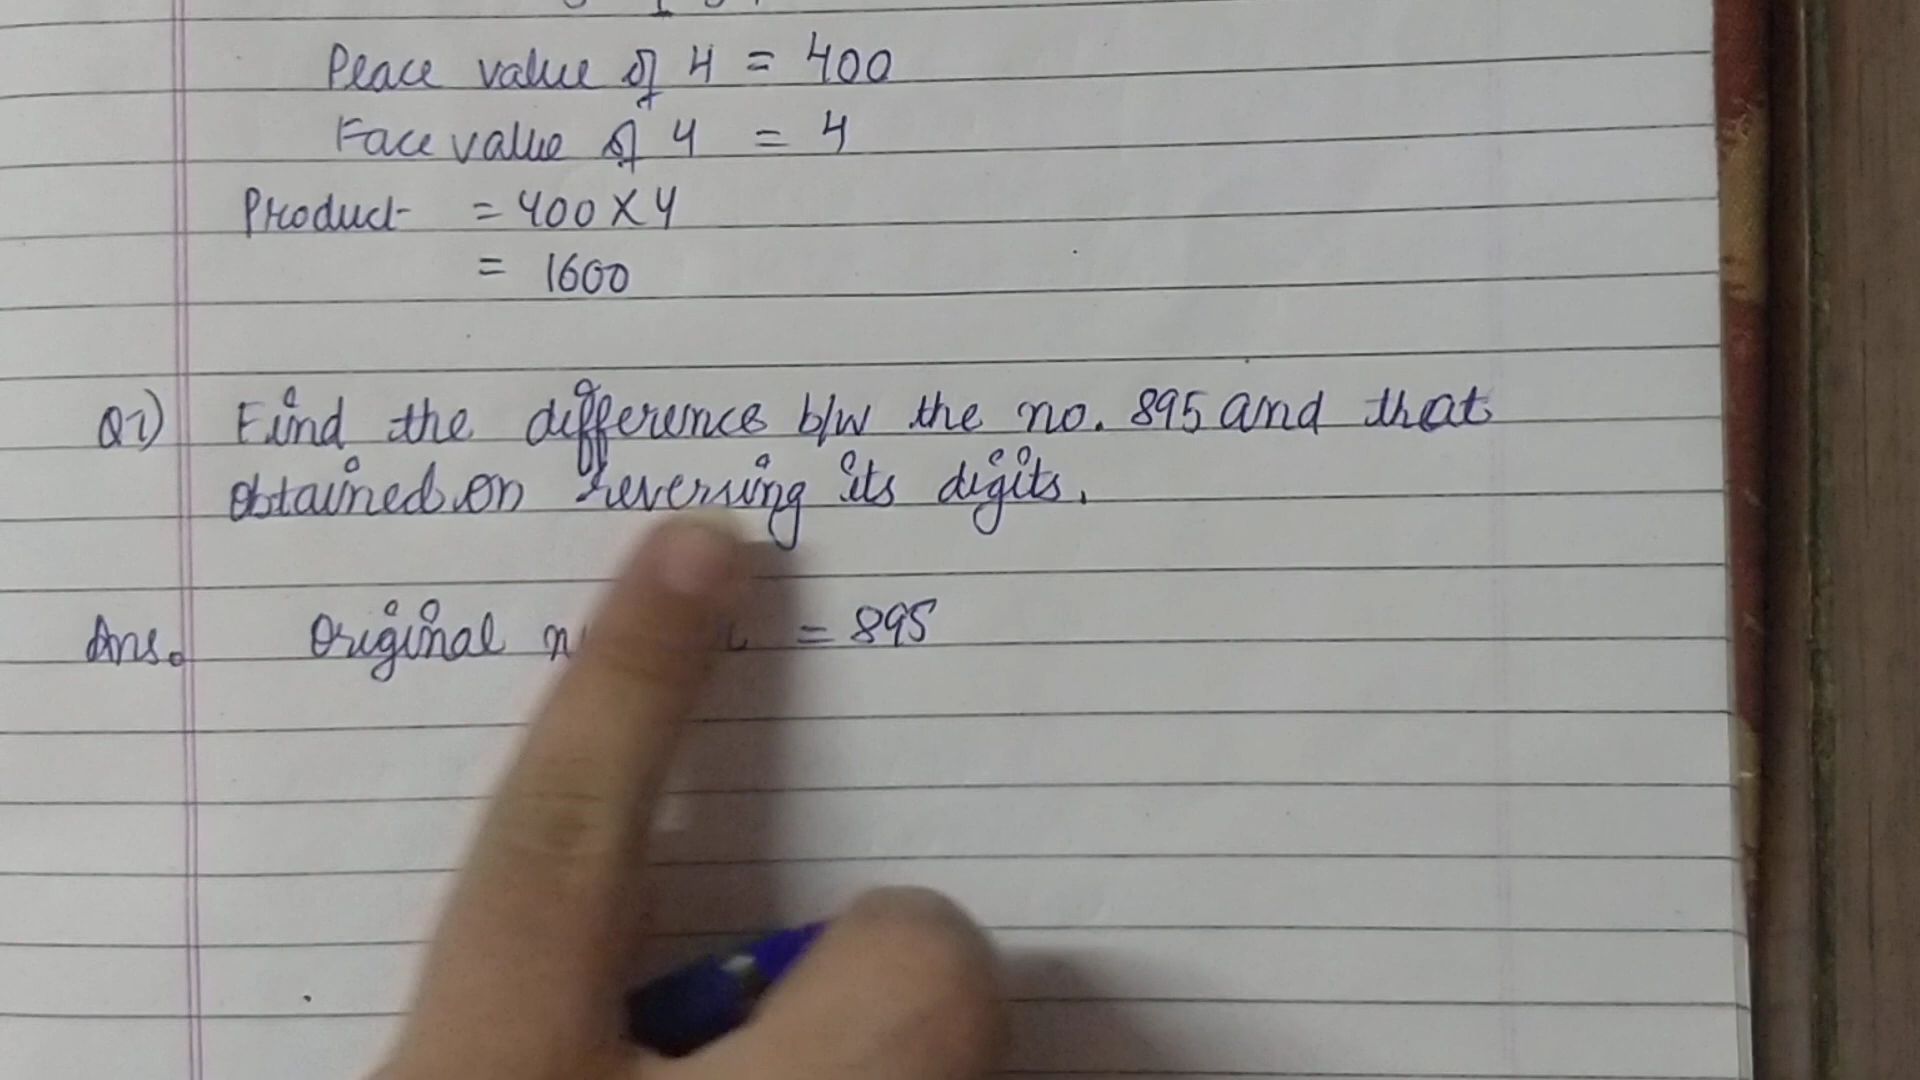 Place value of 4 = 400
Face value of 4 = 4
Product = 400 X 4
= 1600
Q7) Find the difference b/w the no. 895 and that
obtained on reversing its digits.
Ans. Original = 895